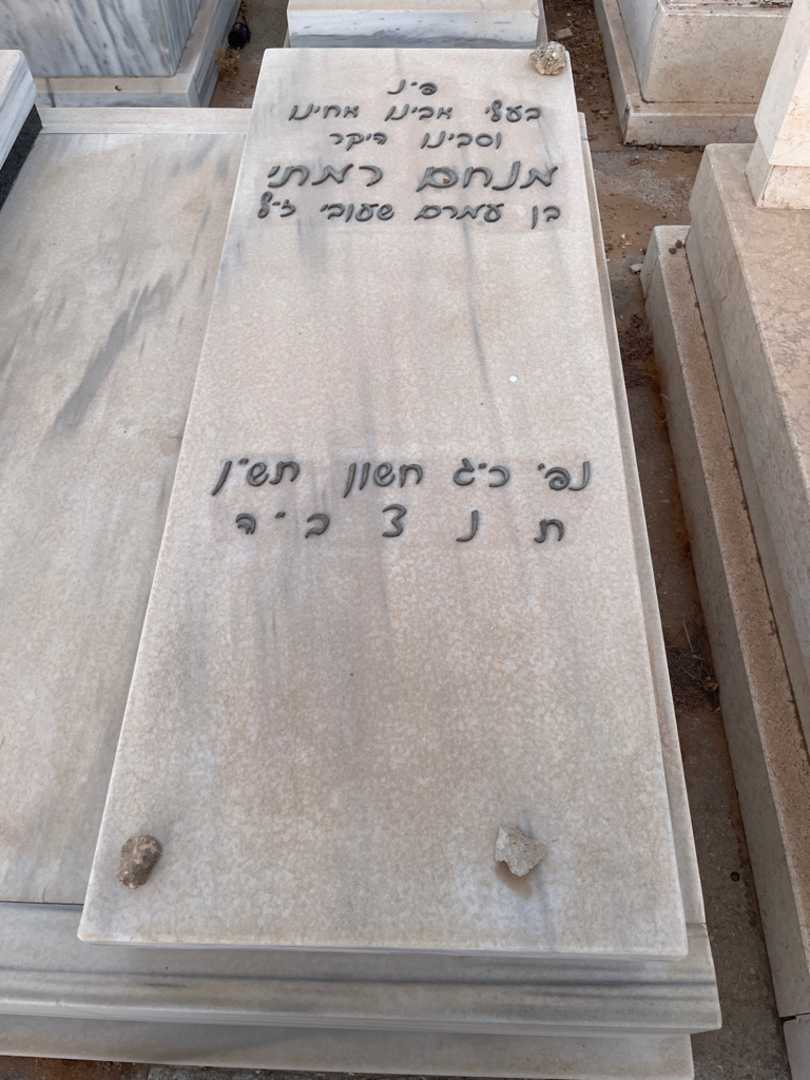 פ״נ
בעלי אבינו אחינו
וסבינו היקר
מנחם רמתי
בן עמרם שעובי ז״ל
נפ׳ כ״ג חשון תש״ן
ת נ צ ב ״ ה